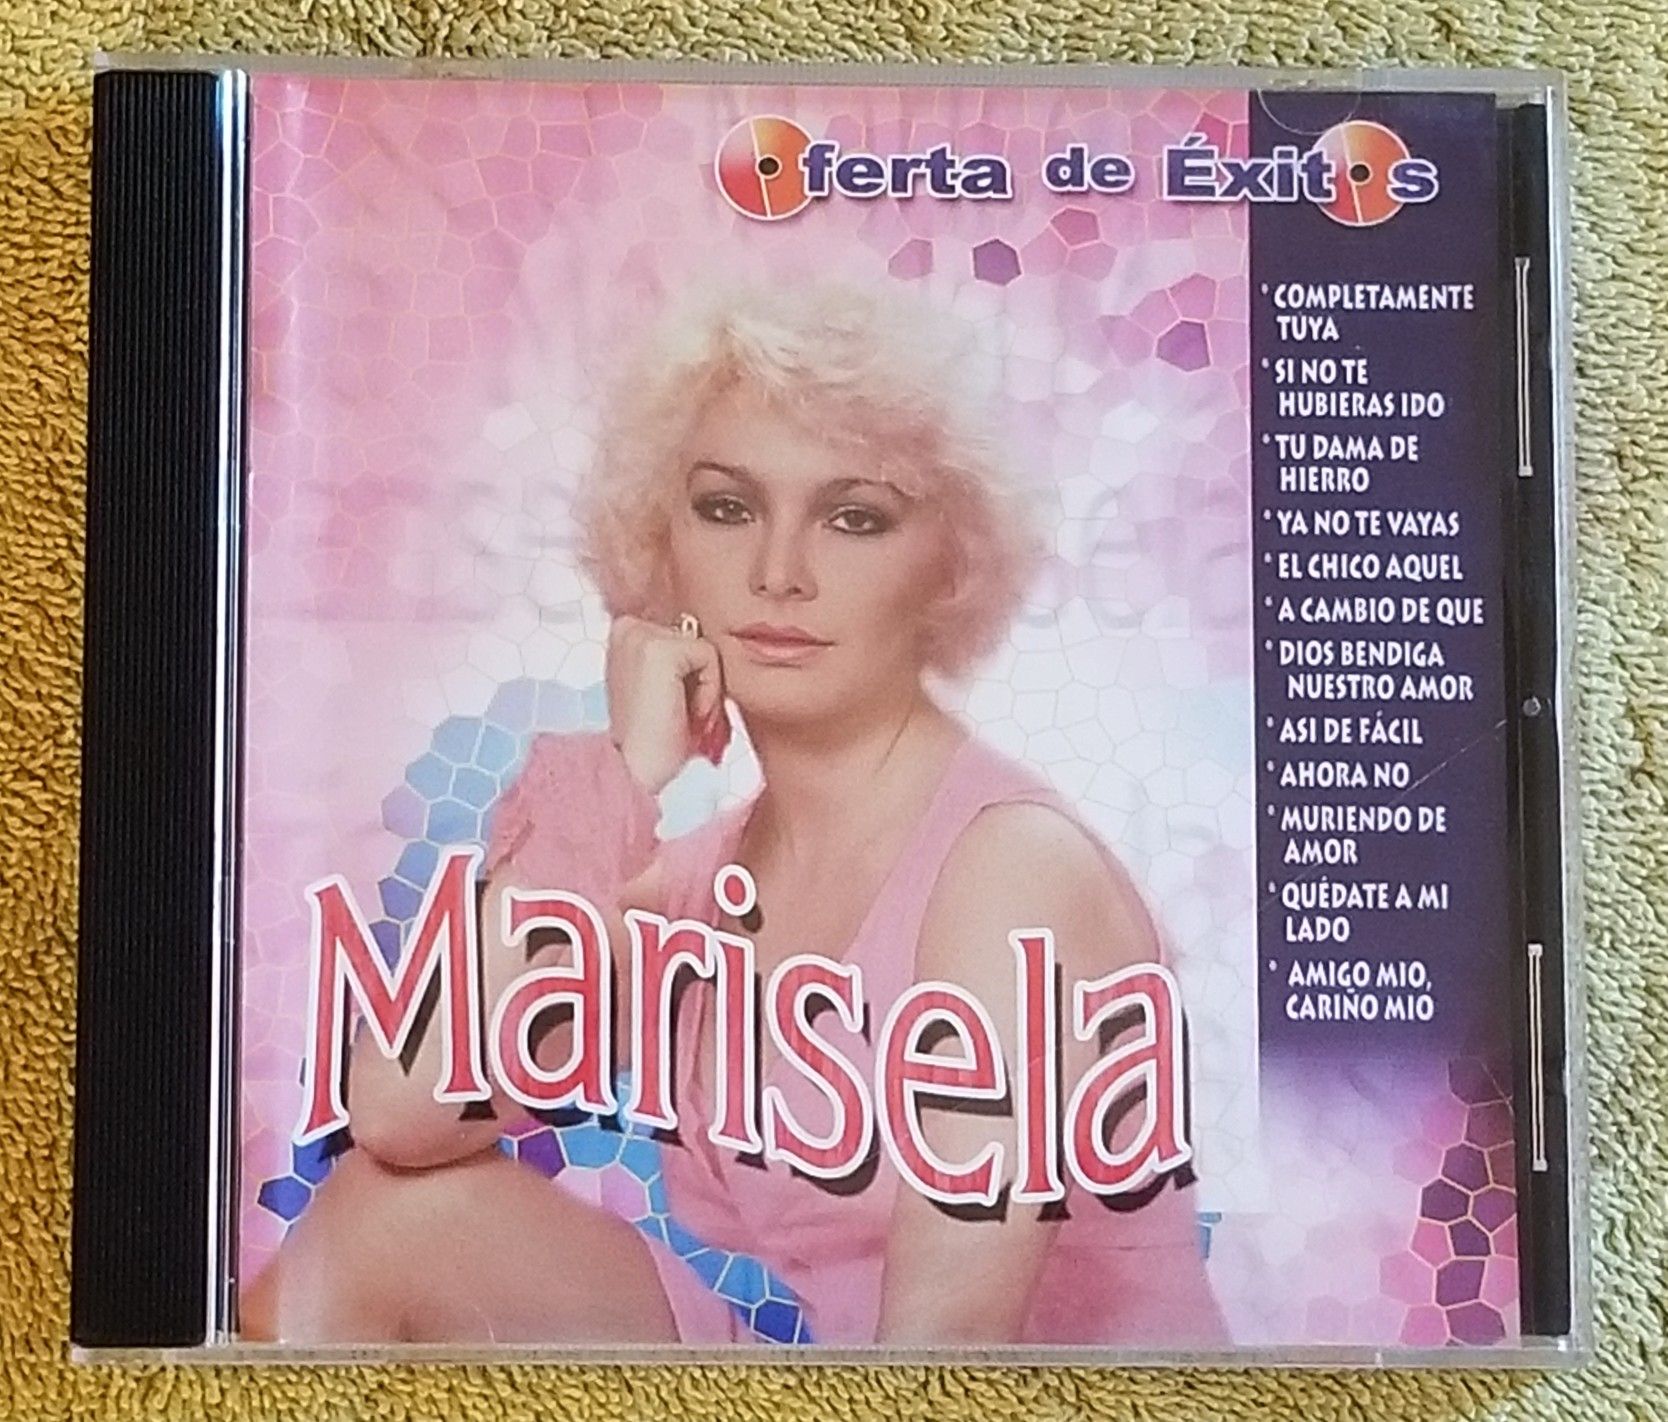 Oferta de Éxitos
• COMPLETAMENTE
TUYA
• SI NO TE
HUBIERAS IDO
• TU DAMA DE
HIERRO
• YA NO TE VAYAS
• EL CHICO AQUEL
• A CAMBIO DE QUE
• DIOS BENDIGA
NUESTRO AMOR
• ASI DE FÁCIL
• AHORA NO
• MURIENDO DE
AMOR
• QUÉDATE A MI
LADO
• AMIGO MIO,
CARIÑO MIO
Marisela